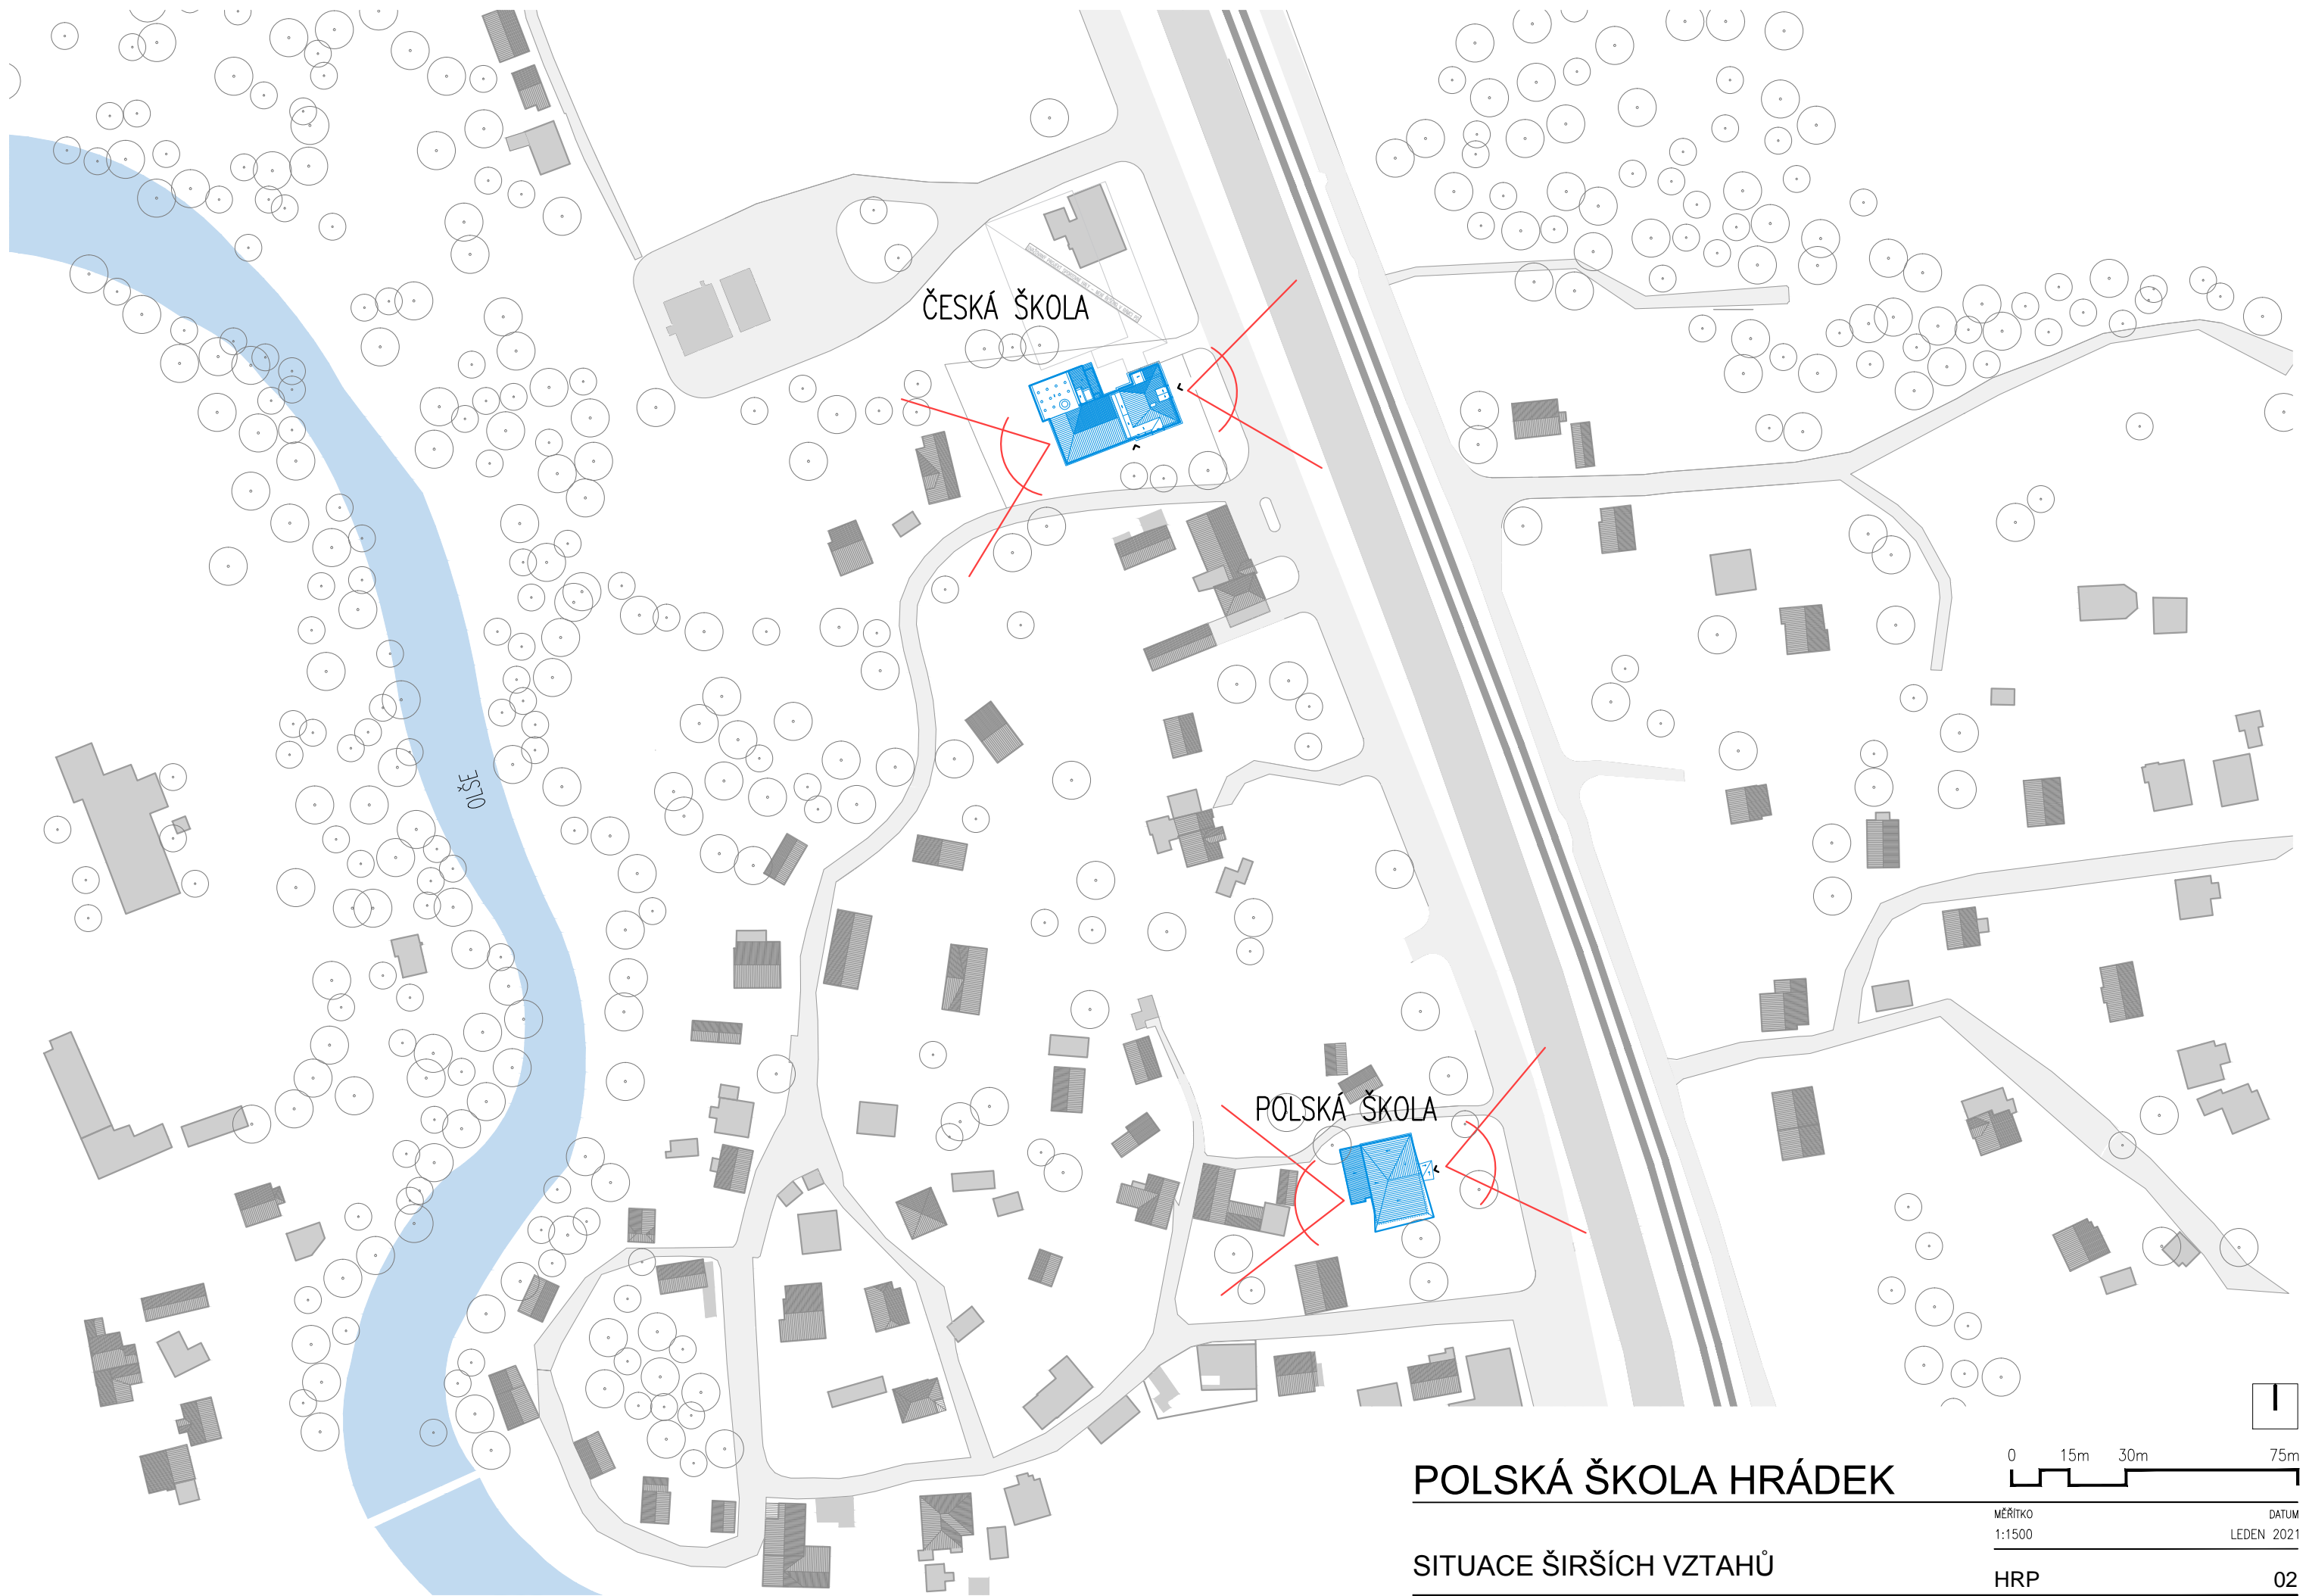 ČESKÁ ŠKOLA
OLŠE
POLSKÁ ŠKOLA
POLSKÁ ŠKOLA HRÁDEK
0 15m 30m 75m
MĚŘÍTKO DATUM
1:1500 LEDEN 2021
SITUACE ŠIRŠÍCH VZTAHŮ
HRP 02